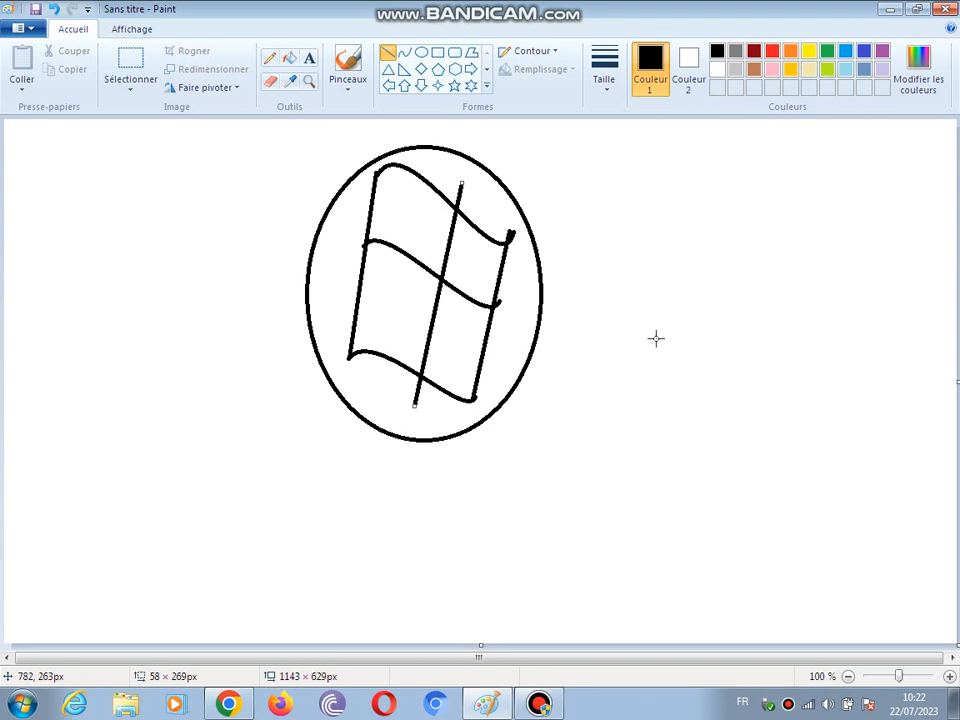 Sans titre - Paint
www.BANDICAM.com
Accueil
Affichage
Coller
Couper
Copier
Presse-papiers
Sélectionner
Rogner
Redimensionner
Faire pivoter
Image
A
Outils
Pinceaux
Contour
Remplissage
Formes
Taille
Couleur 1
Couleur 2
Modifier les couleurs
Couleurs
782, 263px
58 × 269px
1143 × 629px
100 %
FR
10:22
22/07/2023